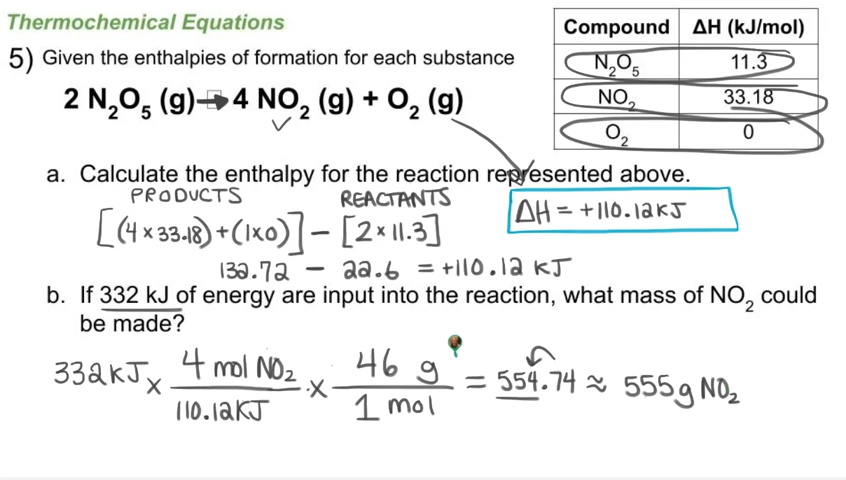 Thermochemical Equations
5) Given the enthalpies of formation for each substance
2 N₂O₅ (g) → 4 NO₂ (g) + O₂ (g)
Compound ΔH (kJ/mol)
N₂O₅ 11.3
NO₂ 33.18
O₂ 0
a. Calculate the enthalpy for the reaction represented above.
PRODUCTS REACTANTS
[(4 x 33.18) + (1x0)] − [2 x 11.3]
ΔH = +110.12 KJ
132.72 − 22.6 = +110.12 KJ
b. If 332 kJ of energy are input into the reaction, what mass of NO₂ could
be made?
332KJ x 4 mol NO₂ / 110.12KJ x 46 g / 1 mol = 554.74 ≈ 555g NO₂